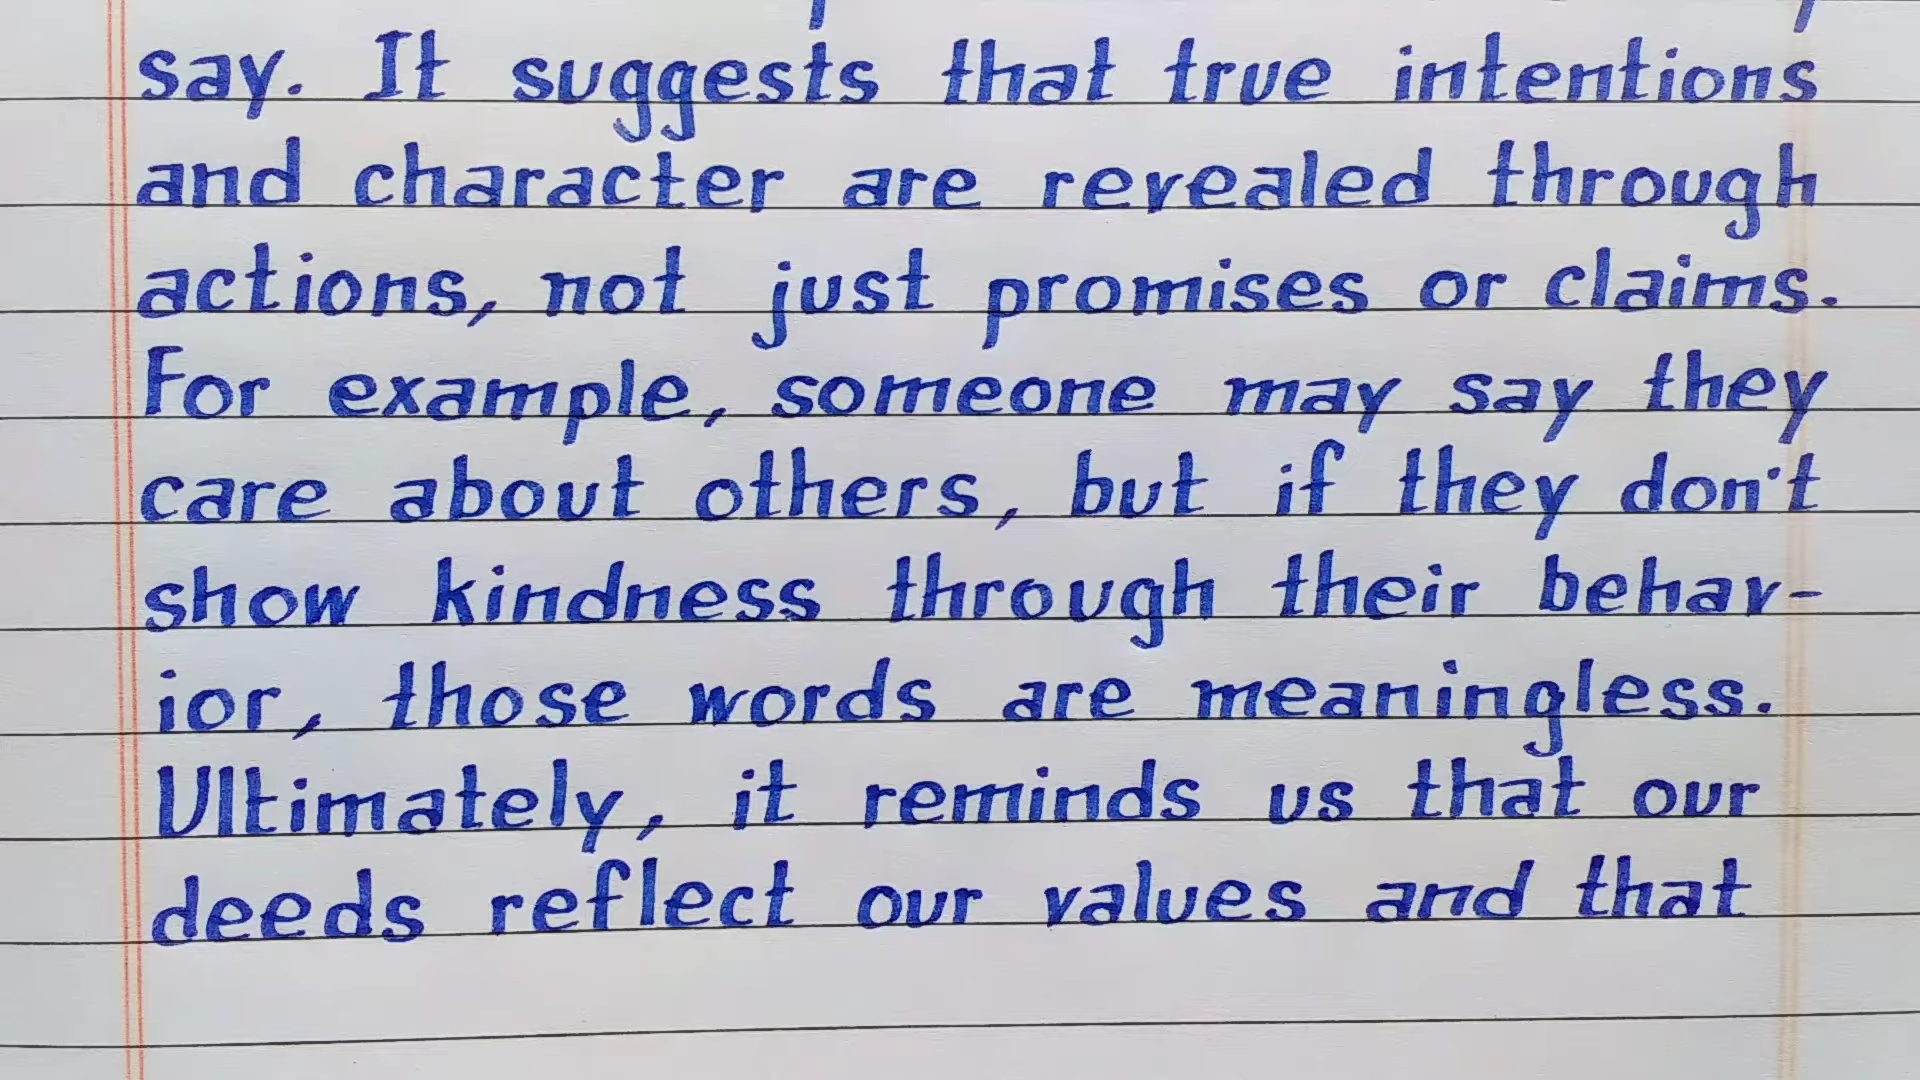 say. It suggests that true intentions
and character are revealed through
actions, not just promises or claims.
For example, someone may say they
care about others, but if they don't
show kindness through their behav-
ior, those words are meaningless.
Ultimately, it reminds us that our
deeds reflect our values and that